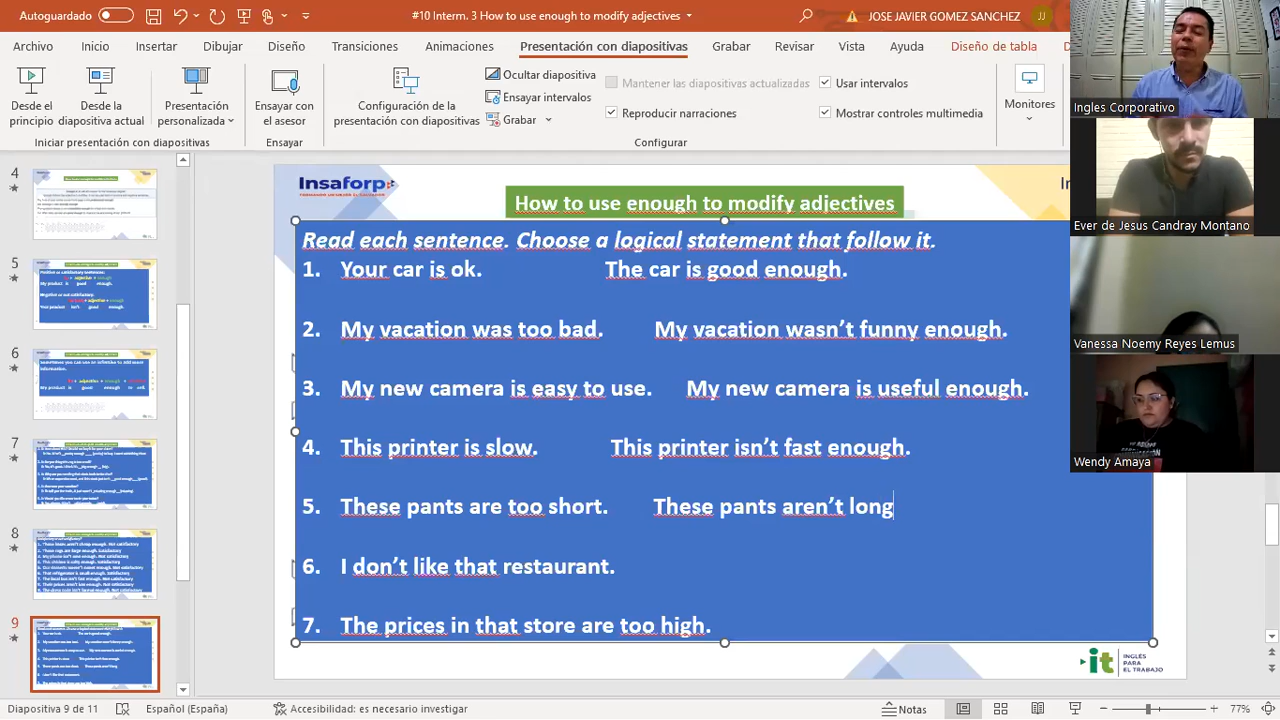 Autoguardado
#10 Interm. 3 How to use enough to modify adjectives
JOSE JAVIER GOMEZ SANCHEZ
JJ
Archivo Inicio Insertar Dibujar Diseño Transiciones Animaciones Presentación con diapositivas Grabar Revisar Vista Ayuda Diseño de tabla
Desde el principio
Desde la diapositiva actual
Presentación personalizada
Ensayar con el asesor
Configuración de la presentación con diapositivas
Ocultar diapositiva
Ensayar intervalos
Grabar
Mantener las diapositivas actualizadas
Reproducir narraciones
Usar intervalos
Mostrar controles multimedia
Monitores
Iniciar presentación con diapositivas
Ensayar
Configurar
Ingles Corporativo
Ever de Jesus Candray Montano
Vanessa Noemy Reyes Lemus
Wendy Amaya
5
6
7
8
9
Insaforp
How to use enough to modify adjectives
Read each sentence. Choose a logical statement that follow it.
1. Your car is ok. The car is good enough.
2. My vacation was too bad. My vacation wasn't funny enough.
3. My new camera is easy to use. My new camera is useful enough.
4. This printer is slow. This printer isn't fast enough.
5. These pants are too short. These pants aren't long
6. I don't like that restaurant.
7. The prices in that store are too high.
it INGLÉS
PARA
EL TRABAJO
Diapositiva 9 de 11 Español (España) Accesibilidad: es necesario investigar Notas 77%